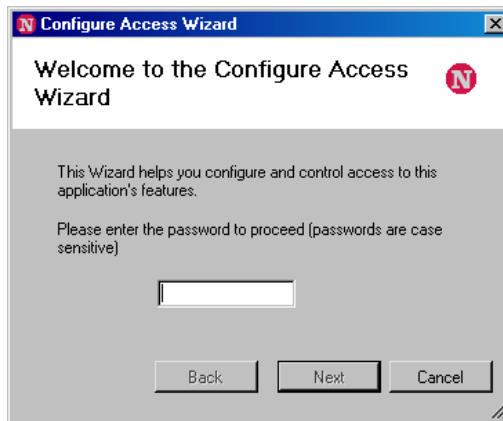 N Configure Access Wizard
Welcome to the Configure Access
Wizard
N
This Wizard helps you configure and control access to this
application's features.
Please enter the password to proceed (passwords are case
sensitive)
Back Next Cancel